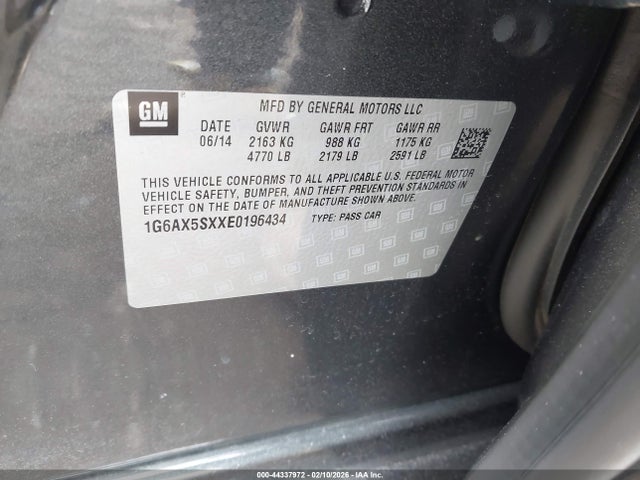 GM
MFD BY GENERAL MOTORS LLC
DATE GVWR GAWR FRT GAWR RR
06/14 2163 KG 988 KG 1175 KG
4770 LB 2179 LB 2591 LB
THIS VEHICLE CONFORMS TO ALL APPLICABLE U.S. FEDERAL MOTOR
VEHICLE SAFETY, BUMPER, AND THEFT PREVENTION STANDARDS IN
EFFECT ON THE DATE OF MANUFACTURE SHOWN ABOVE.
1G6AX5SXXE0196434 TYPE: PASS CAR
000-44337972 - 02/10/2026 - IAAI.COM